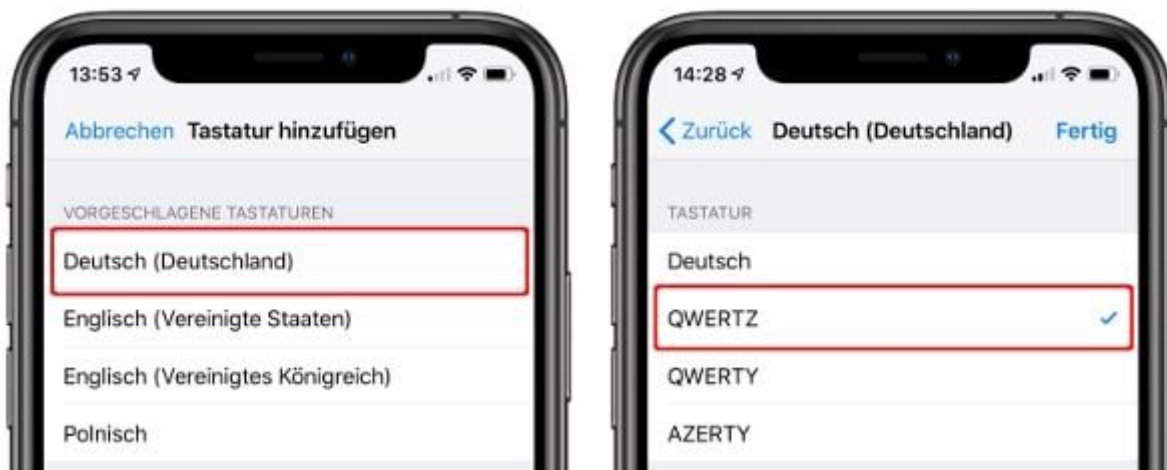 13:53
Abbrechen Tastatur hinzufügen
VORGESCHLAGENE TASTATUREN
Deutsch (Deutschland)
Englisch (Vereinigte Staaten)
Englisch (Vereinigtes Königreich)
Polnisch
14:28
Zurück Deutsch (Deutschland) Fertig
TASTATUR
Deutsch
QWERTZ
QWERTY
AZERTY